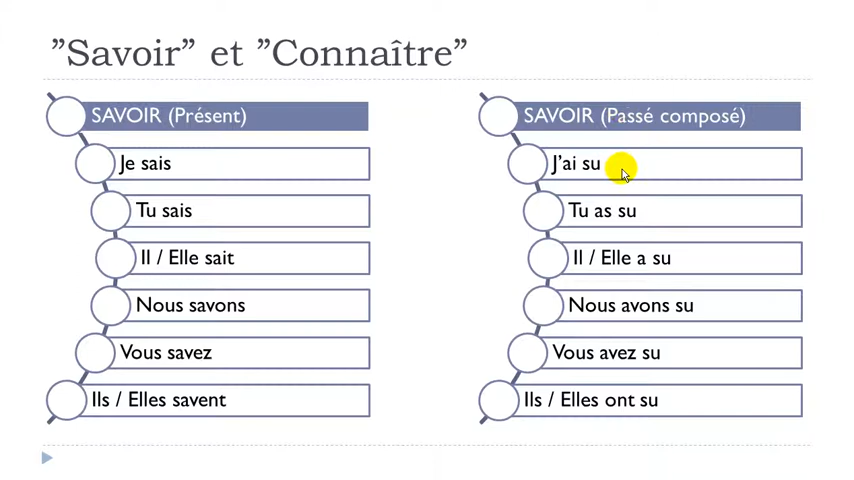 ”Savoir” et ”Connaître”
SAVOIR (Présent)
Je sais
Tu sais
Il / Elle sait
Nous savons
Vous savez
Ils / Elles savent
SAVOIR (Passé composé)
J’ai su
Tu as su
Il / Elle a su
Nous avons su
Vous avez su
Ils / Elles ont su